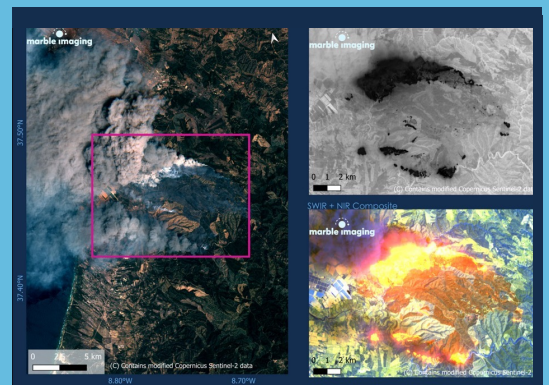 marble imaging
37.50°N
37.40°N
0 2.5 5 km
(C) Contains modified Copernicus Sentinel-2 data
8.80°W 8.70°W
marble imaging
0 1 2 km
(C) Contains modified Copernicus Sentinel-2 dat
SWIR + NIR Composite
marble imaging
0 1 2 km
(C) Contains modified Copernicus Sentinel-2